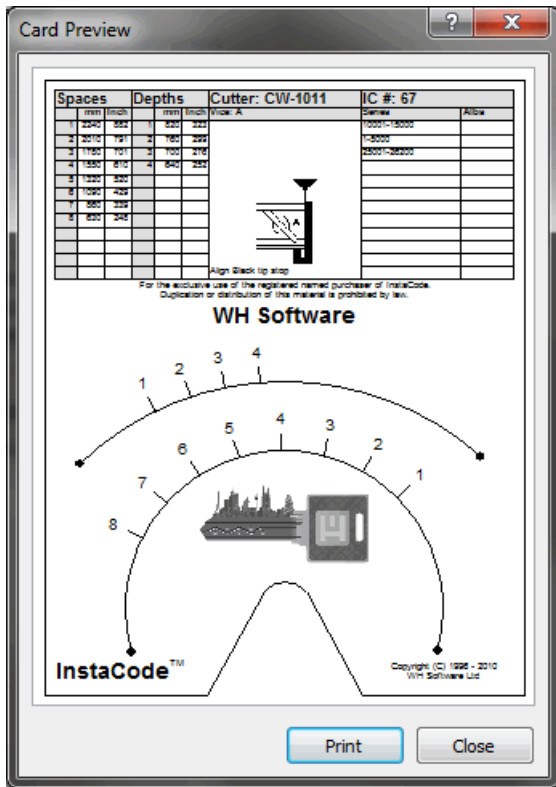 Card Preview
Spaces Depths Cutter: CW-1011 IC #: 67
mm Inch mm Inch Vice: A Series
1 2240 882 1 820 323 10001-15000
2 2010 791 2 760 299 1-5000
3 1780 701 3 700 276 25001-26200
4 1550 610 4 640 252
5 1320 520
6 1090 429
7 860 339
8 630 248
A
Align Black tip stop
For the exclusive use of the registered named purchaser of InstaCode.
Duplication or distribution of this material is prohibited by law.
WH Software
1 2 3 4
8 7 6 5 4 3 2 1
InstaCode™
Copyright (C) 1996 - 2010
WH Software Ltd
Print Close